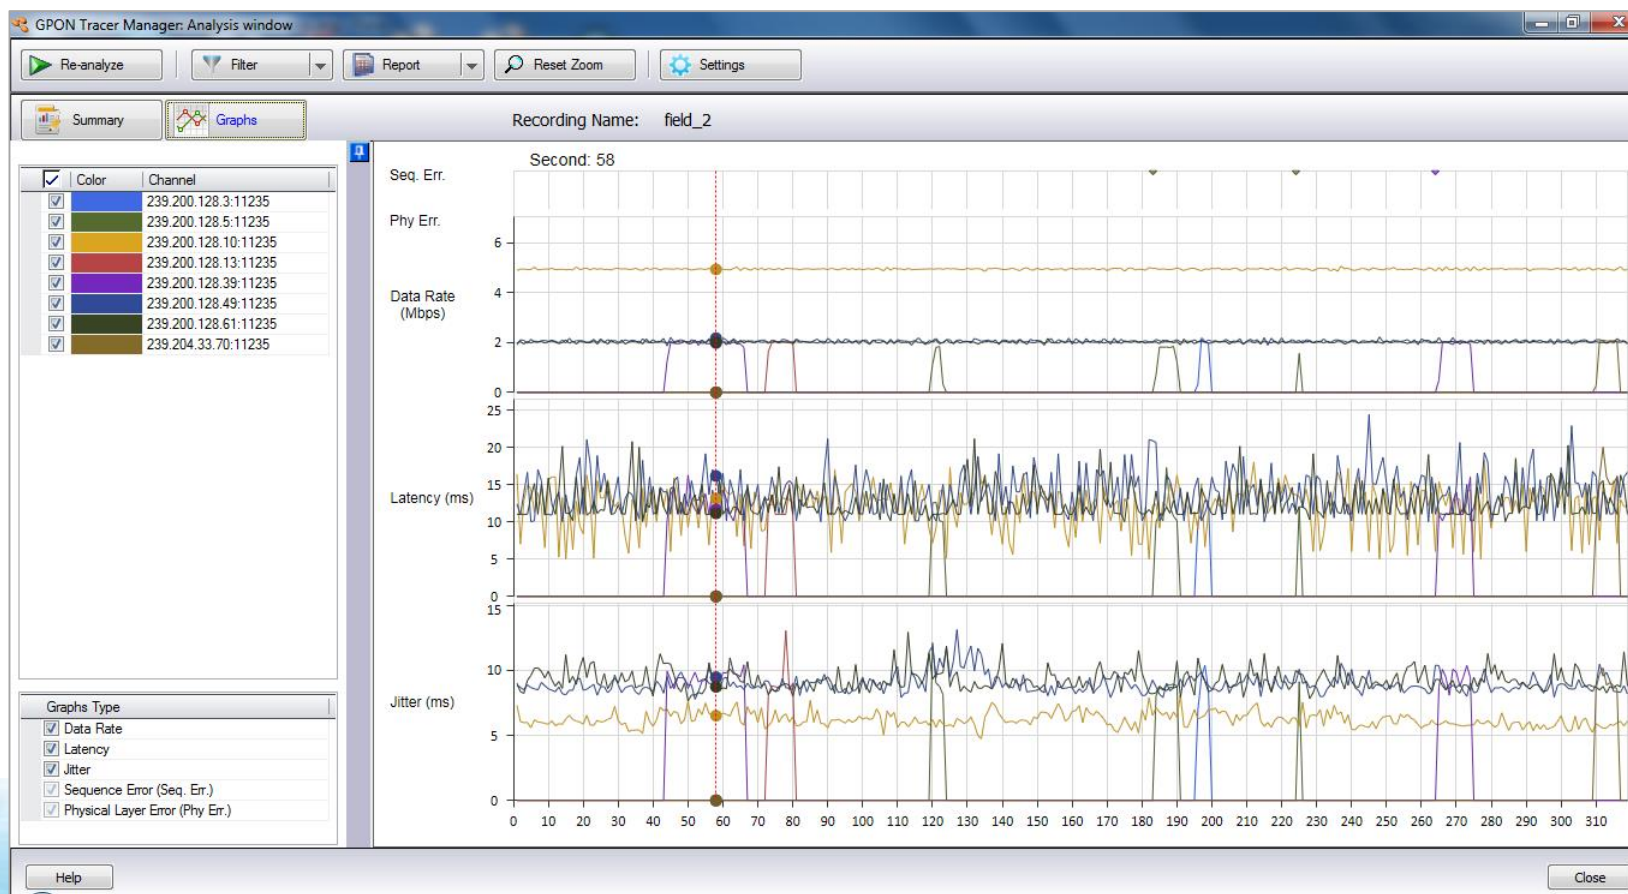 GPON Tracer Manager: Analysis window
Re-analyze Filter Report Reset Zoom Settings
Summary Graphs Recording Name: field_2
Color Channel
239.200.128.3:11235
239.200.128.5:11235
239.200.128.10:11235
239.200.128.13:11235
239.200.128.39:11235
239.200.128.49:11235
239.200.128.61:11235
239.204.33.70:11235
Graphs Type
Data Rate
Latency
Jitter
Sequence Error (Seq. Err.)
Physical Layer Error (Phy Err.)
Second: 58
Seq. Err.
Phy Err.
6
4
Data Rate
(Mbps)
2
0
25
20
15
Latency (ms)
10
5
0
15
10
Jitter (ms)
5
0
0 10 20 30 40 50 60 70 80 90 100 110 120 130 140 150 160 170 180 190 200 210 220 230 240 250 260 270 280 290 300 310
Help Close